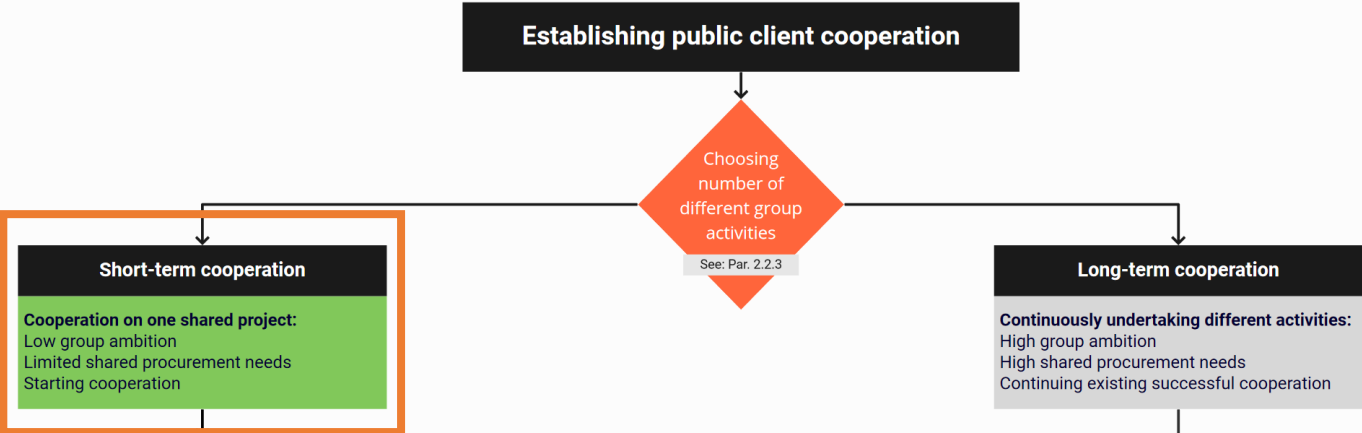 Establishing public client cooperation
Choosing
number of
different group
activities
See: Par. 2.2.3
Short-term cooperation
Cooperation on one shared project:
Low group ambition
Limited shared procurement needs
Starting cooperation
Long-term cooperation
Continuously undertaking different activities:
High group ambition
High shared procurement needs
Continuing existing successful cooperation